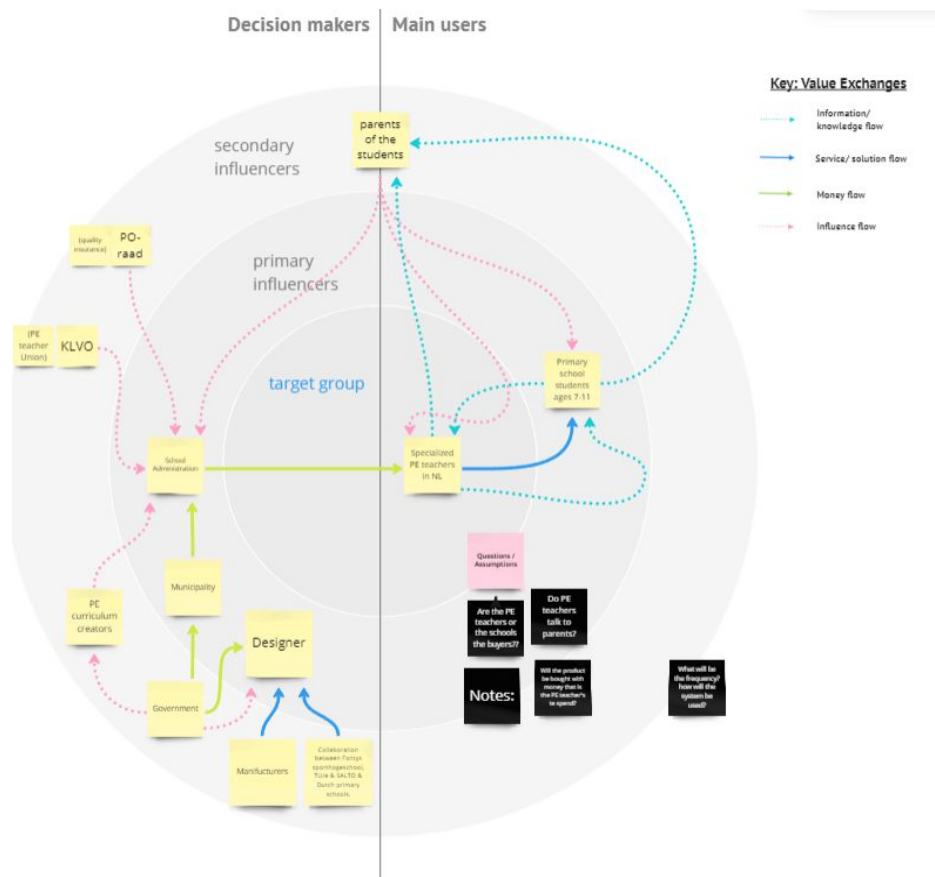 Decision makers
Main users
Key: Value Exchanges
Information/
knowledge flow
Service/ solution flow
Money flow
Influence flow
secondary
influencers
parents
of the
students
(quality
insurance)
PO-
raad
primary
influencers
(PE
teacher
Union)
KLVO
target group
Primary
school
students
ages 7-11
School
Administration
Specialized
PE teachers
in NL
Questions /
Assumptions
Municipality
PE
curriculum
creators
Designer
Are the PE
teachers or
the schools
the buyers??
Do PE
teachers
talk to
parents?
Government
Notes:
Will the product
be bought with
money that is
the PE teacher's
to spend?
What will be
the frequency?
how will the
system be
used?
Manifucturers
Collaboration
between Fontys
sporthogeschool,
TU/e & SALTO &
Dutch primary
schools.